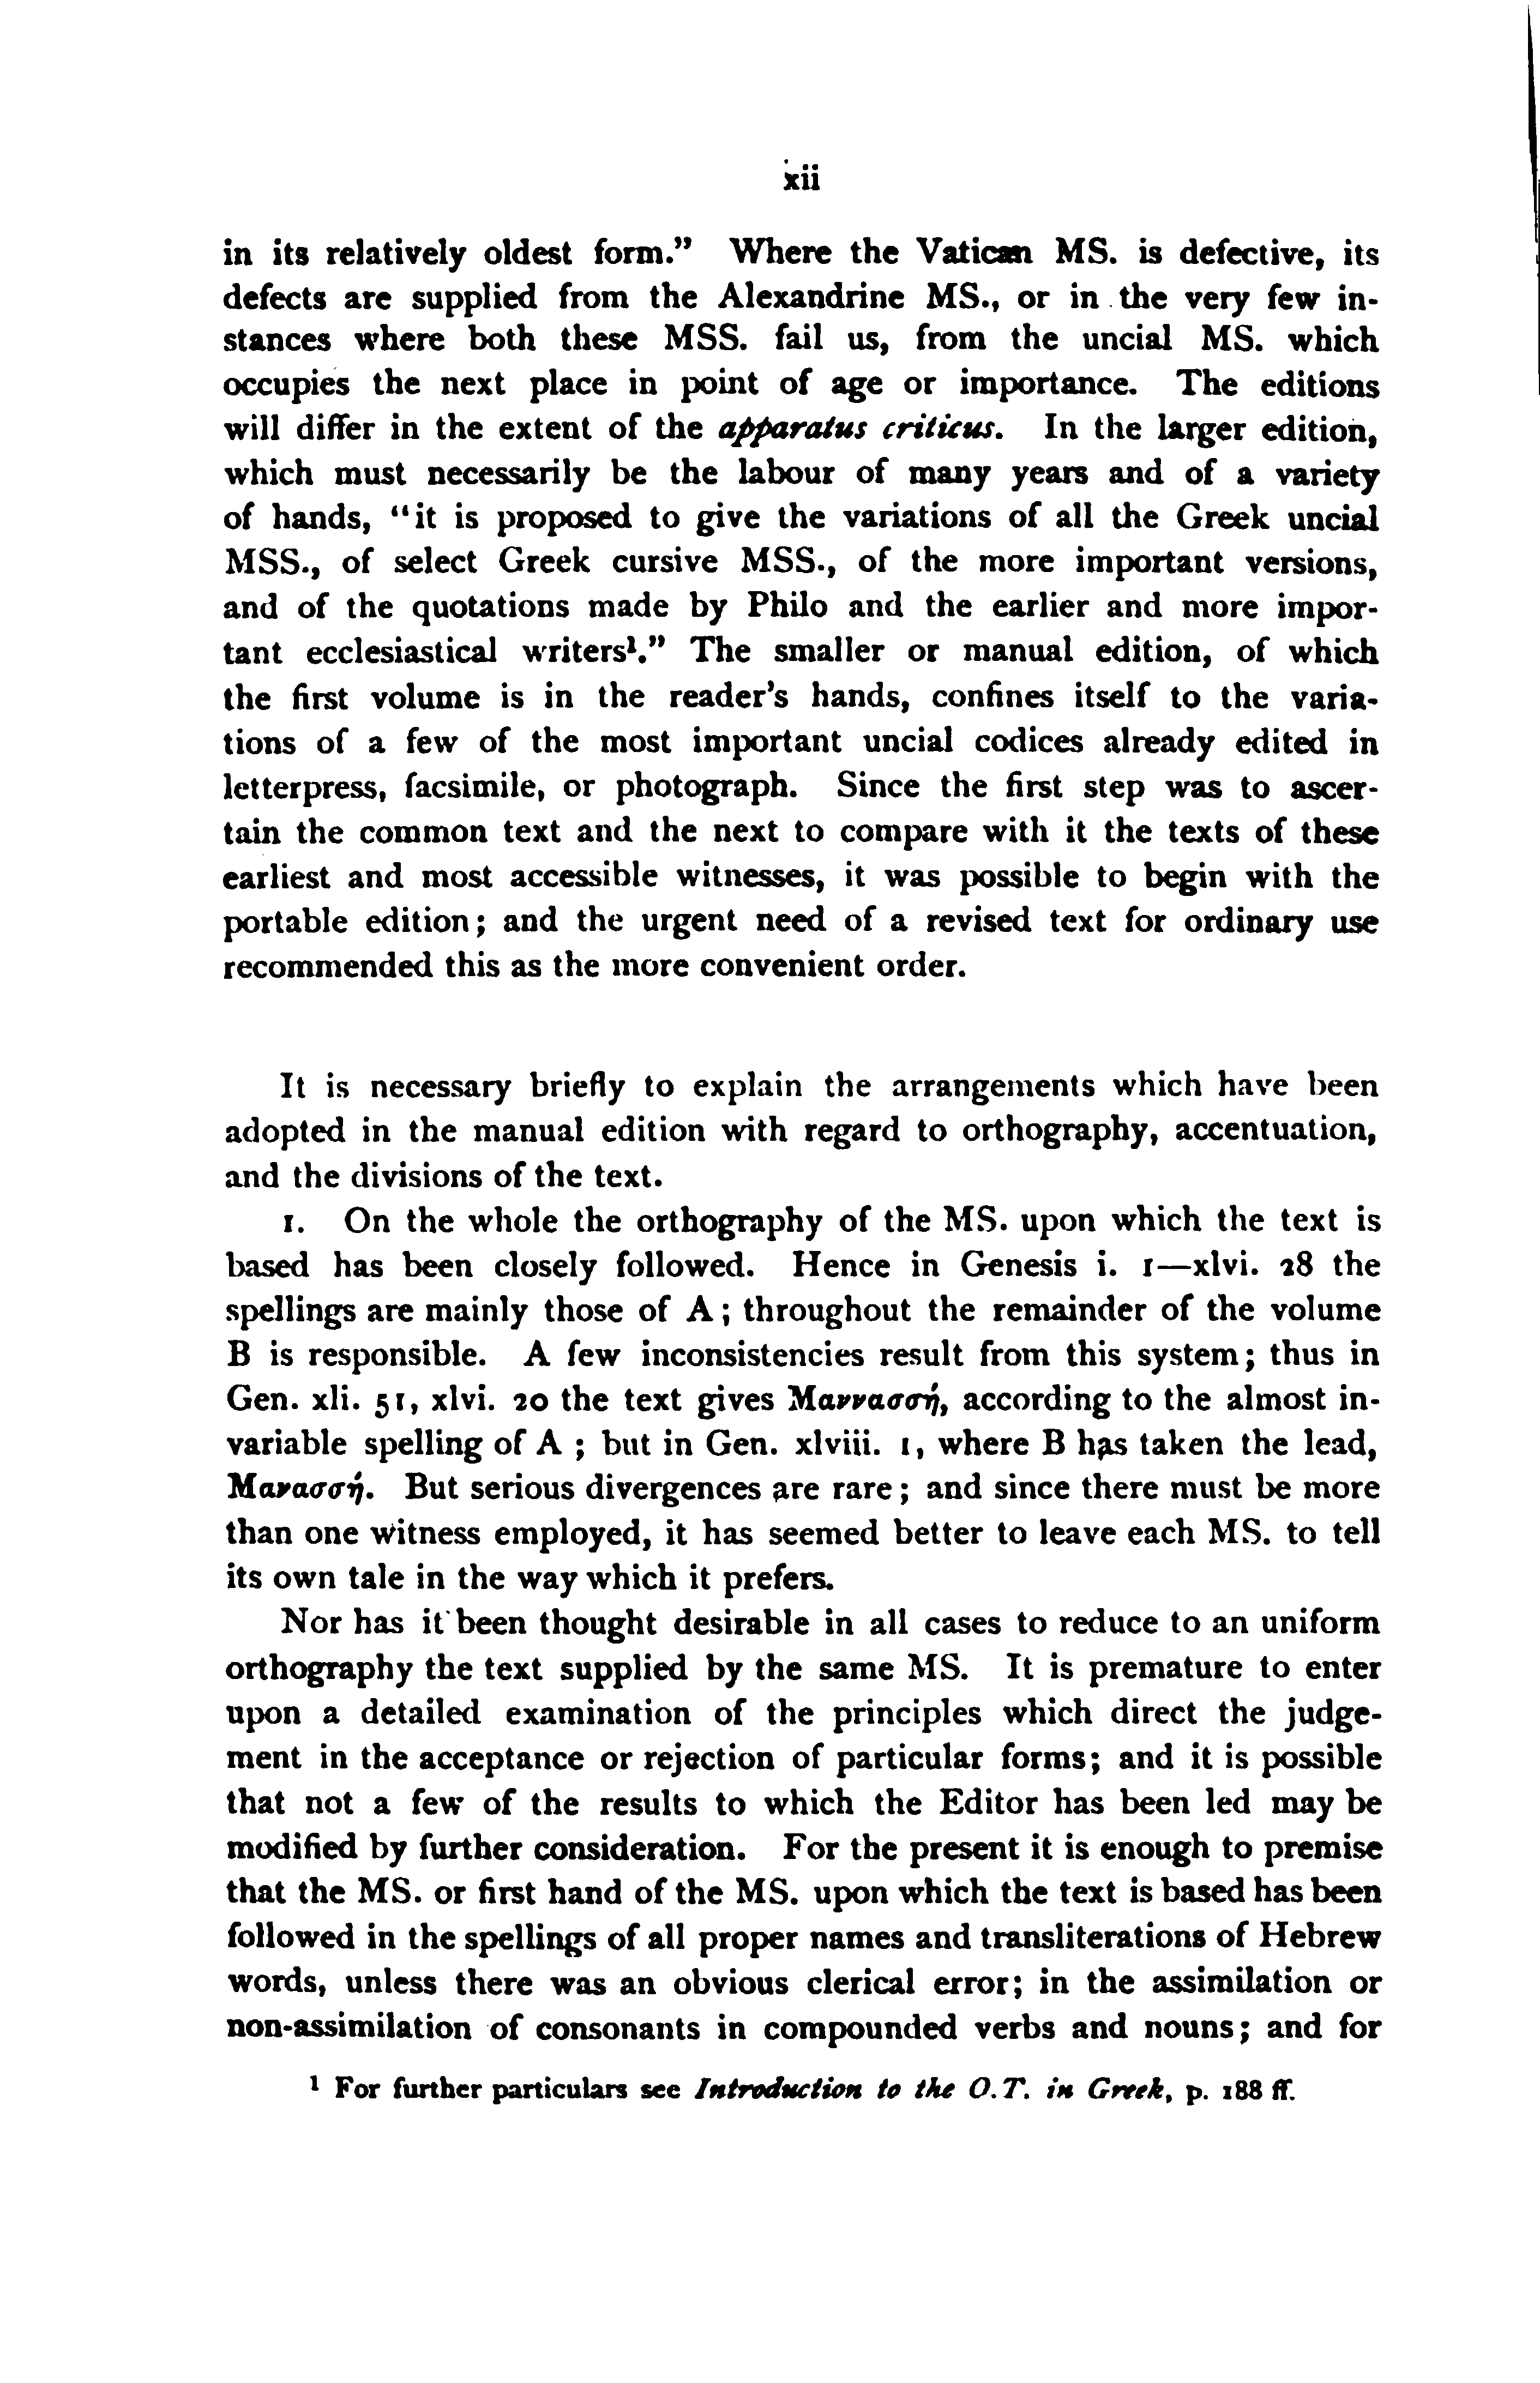 xii
in its relatively oldest form.” Where the Vatican MS. is defective, its
defects are supplied from the Alexandrine MS., or in the very few in-
stances where both these MSS. fail us, from the uncial MS. which
occupies the next place in point of age or importance. The editions
will differ in the extent of the apparatus criticus. In the larger edition,
which must necessarily be the labour of many years and of a variety
of hands, “it is proposed to give the variations of all the Greek uncial
MSS., of select Greek cursive MSS., of the more important versions,
and of the quotations made by Philo and the earlier and more impor-
tant ecclesiastical writers¹.” The smaller or manual edition, of which
the first volume is in the reader’s hands, confines itself to the varia-
tions of a few of the most important uncial codices already edited in
letterpress, facsimile, or photograph. Since the first step was to ascer-
tain the common text and the next to compare with it the texts of these
earliest and most accessible witnesses, it was possible to begin with the
portable edition; and the urgent need of a revised text for ordinary use
recommended this as the more convenient order.
It is necessary briefly to explain the arrangements which have been
adopted in the manual edition with regard to orthography, accentuation,
and the divisions of the text.
1. On the whole the orthography of the MS. upon which the text is
based has been closely followed. Hence in Genesis i. 1—xlvi. 28 the
spellings are mainly those of A; throughout the remainder of the volume
B is responsible. A few inconsistencies result from this system; thus in
Gen. xli. 51, xlvi. 20 the text gives Μαννασσή, according to the almost in-
variable spelling of A ; but in Gen. xlviii. 1, where B has taken the lead,
Μανασσή. But serious divergences are rare; and since there must be more
than one witness employed, it has seemed better to leave each MS. to tell
its own tale in the way which it prefers.
Nor has it been thought desirable in all cases to reduce to an uniform
orthography the text supplied by the same MS. It is premature to enter
upon a detailed examination of the principles which direct the judge-
ment in the acceptance or rejection of particular forms; and it is possible
that not a few of the results to which the Editor has been led may be
modified by further consideration. For the present it is enough to premise
that the MS. or first hand of the MS. upon which the text is based has been
followed in the spellings of all proper names and transliterations of Hebrew
words, unless there was an obvious clerical error; in the assimilation or
non-assimilation of consonants in compounded verbs and nouns; and for
¹ For further particulars see Introduction to the O.T. in Greek, p. 188 ff.